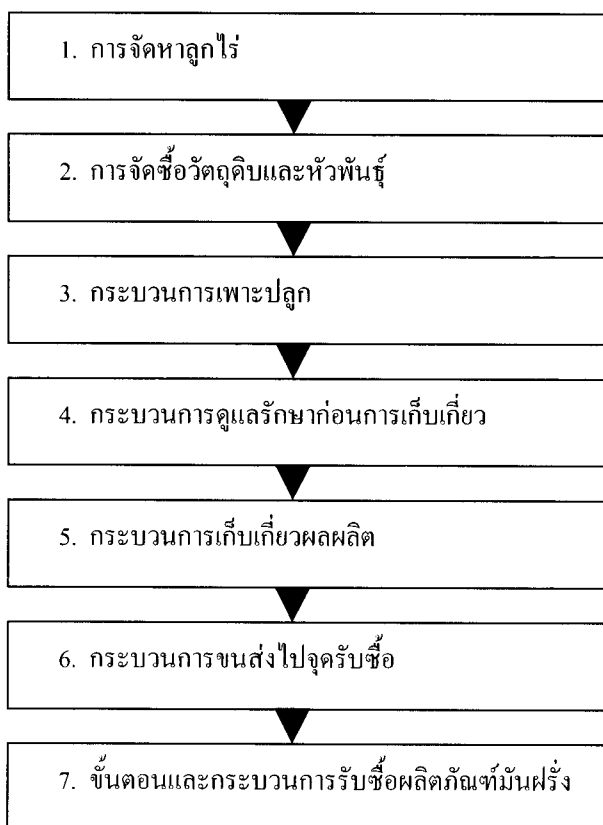 1. การจัดหาลูกไร่
2. การจัดซื้อวัตถุดิบและหัวพันธุ์
3. กระบวนการเพาะปลูก
4. กระบวนการดูแลรักษาก่อนการเก็บเกี่ยว
5. กระบวนการเก็บเกี่ยวผลผลิต
6. กระบวนการขนส่งไปจุดรับซื้อ
7. ขั้นตอนและกระบวนการรับซื้อผลิตภัณฑ์มันฝรั่ง